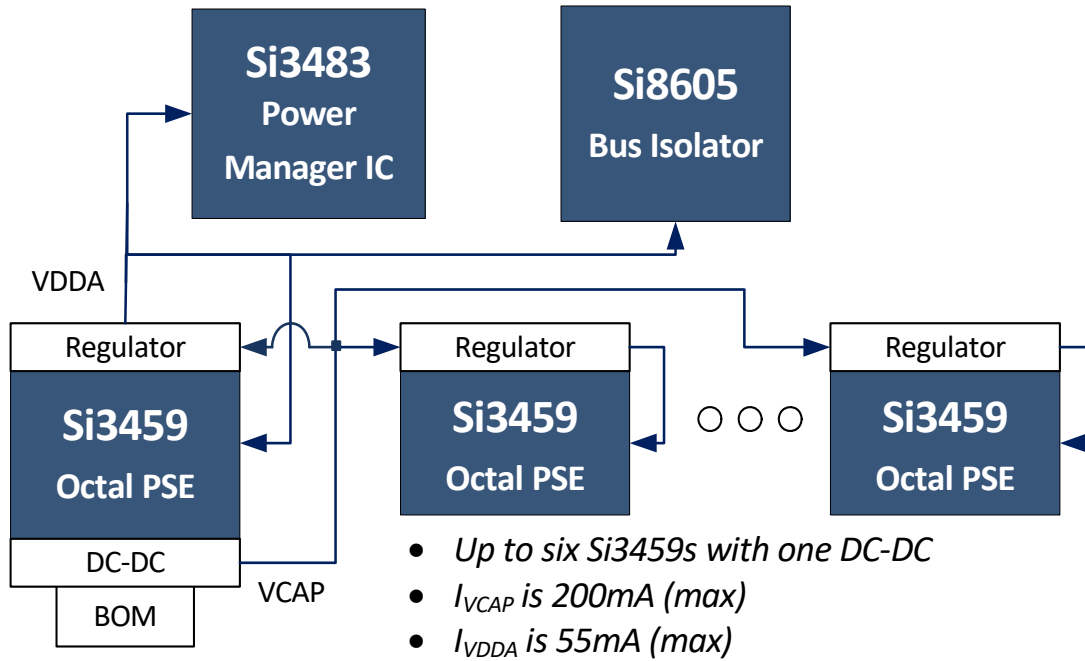 Si3483
Power
Manager IC
Si8605
Bus Isolator
VDDA
Regulator
Si3459
Octal PSE
DC-DC
BOM
VCAP
Regulator
Si3459
Octal PSE
Regulator
Si3459
Octal PSE
• Up to six Si3459s with one DC-DC
• IVCAP is 200mA (max)
• IVDDA is 55mA (max)